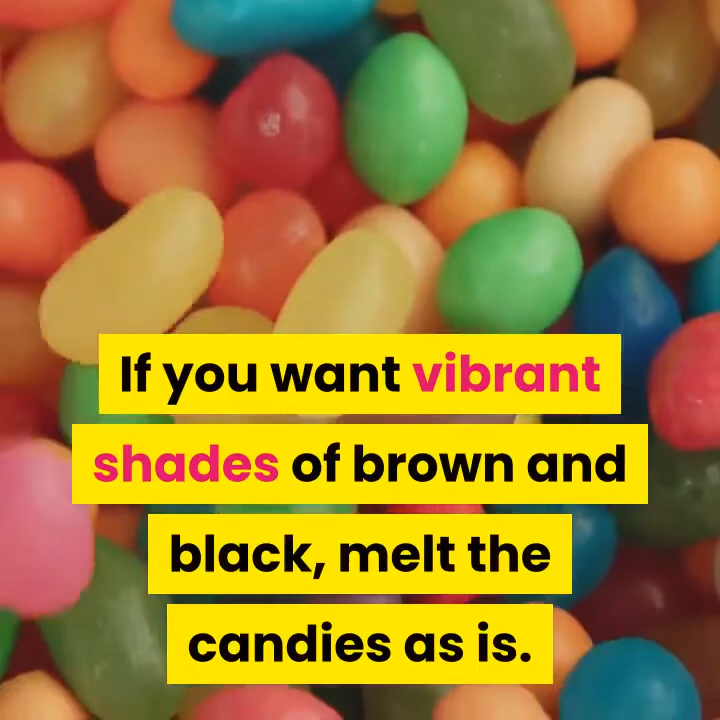 If you want vibrant
shades of brown and
black, melt the
candies as is.